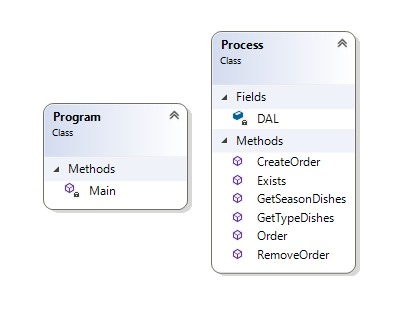 Program
Class
Methods
Main
Process
Class
Fields
DAL
Methods
CreateOrder
Exists
GetSeasonDishes
GetTypeDishes
Order
RemoveOrder